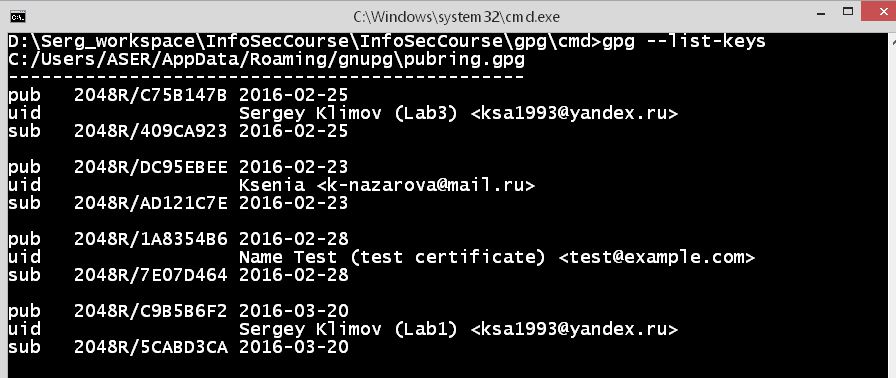 C:\Windows\system32\cmd.exe
D:\Serg_workspace\InfoSecCourse\InfoSecCourse\gpg\cmd>gpg --list-keys
C:/Users/ASER/AppData/Roaming/gnupg\pubring.gpg
-----------------------------------------------
pub   2048R/C75B147B 2016-02-25
uid                  Sergey Klimov (Lab3) <ksa1993@yandex.ru>
sub   2048R/409CA923 2016-02-25
pub   2048R/DC95EBEE 2016-02-23
uid                  Ksenia <k-nazarova@mail.ru>
sub   2048R/AD121C7E 2016-02-23
pub   2048R/1A8354B6 2016-02-28
uid                  Name Test (test certificate) <test@example.com>
sub   2048R/7E07D464 2016-02-28
pub   2048R/C9B5B6F2 2016-03-20
uid                  Sergey Klimov (Lab1) <ksa1993@yandex.ru>
sub   2048R/5CABD3CA 2016-03-20